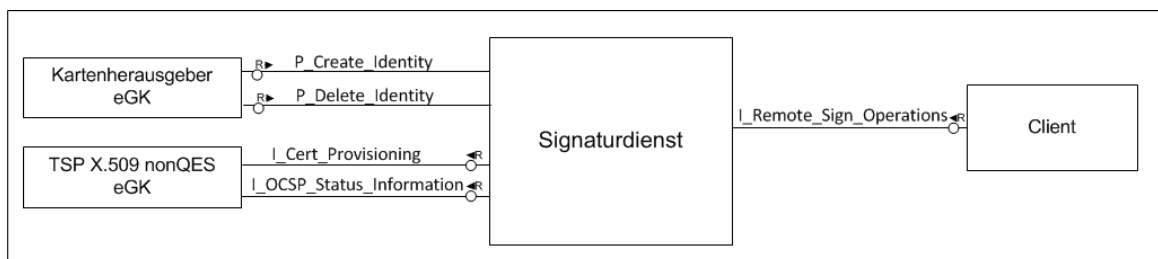 Kartenherausgeber
eGK
R► P_Create_Identity
R► P_Delete_Identity
TSP X.509 nonQES
eGK
I_Cert_Provisioning ◄R
I_OCSP_Status_Information ◄R
Signaturdienst
I_Remote_Sign_Operations ◄R
Client